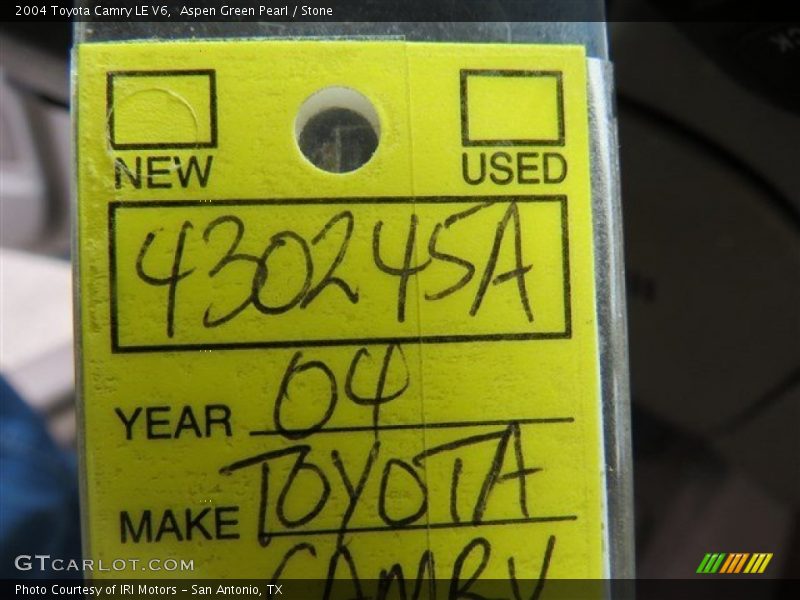 2004 Toyota Camry LE V6,  Aspen Green Pearl / Stone
NEW USED
430245A
YEAR 04
MAKE TOYOTA
CAMRY
GTCARLOT.COM
Photo Courtesy of IRI Motors - San Antonio, TX